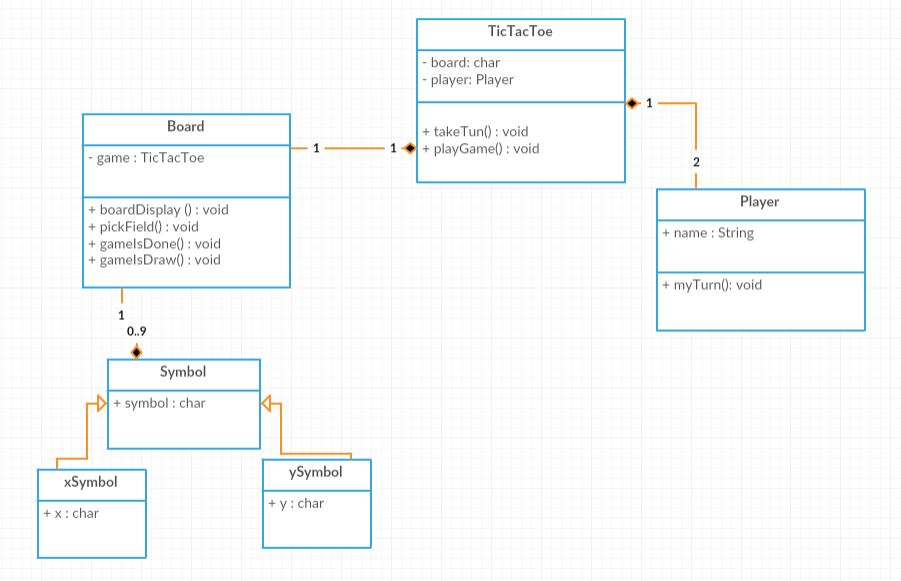 TicTacToe
- board: char
- player: Player
+ takeTun() : void
+ playGame() : void
1
2
Board
- game : TicTacToe
+ boardDisplay () : void
+ pickField() : void
+ gameIsDone() : void
+ gameIsDraw() : void
1
1
Player
+ name : String
+ myTurn(): void
1
0..9
Symbol
+ symbol : char
xSymbol
+ x : char
ySymbol
+ y : char